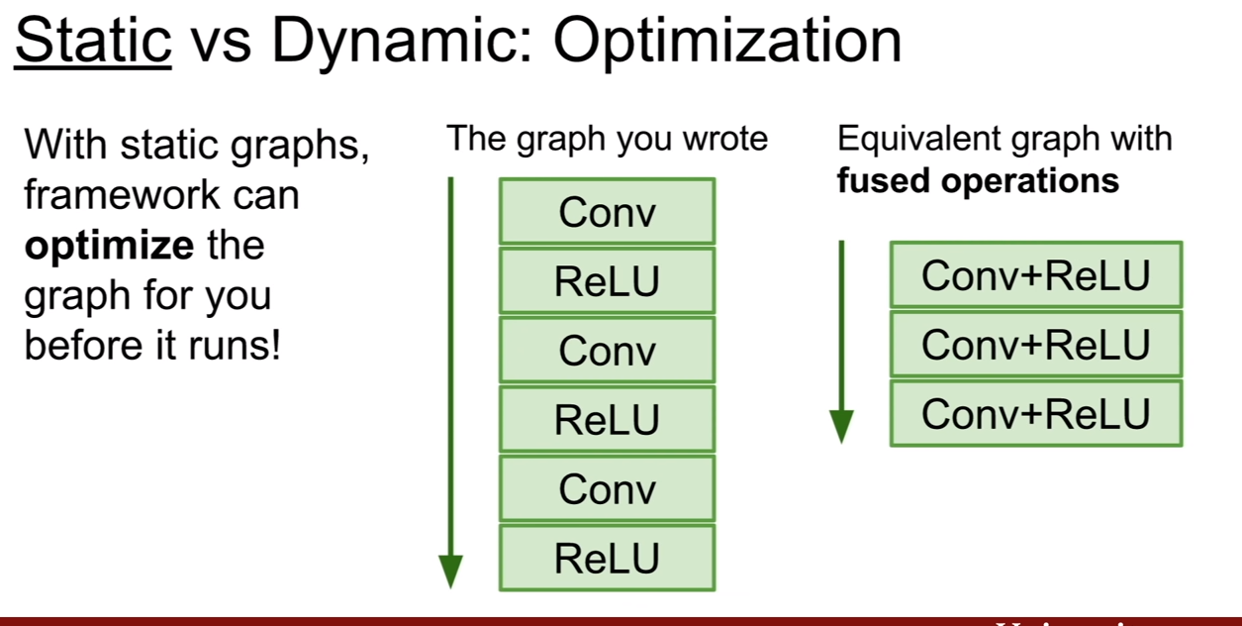 Static vs Dynamic: Optimization
With static graphs,
framework can
optimize the
graph for you
before it runs!
The graph you wrote
Conv
ReLU
Conv
ReLU
Conv
ReLU
Equivalent graph with
fused operations
Conv+ReLU
Conv+ReLU
Conv+ReLU